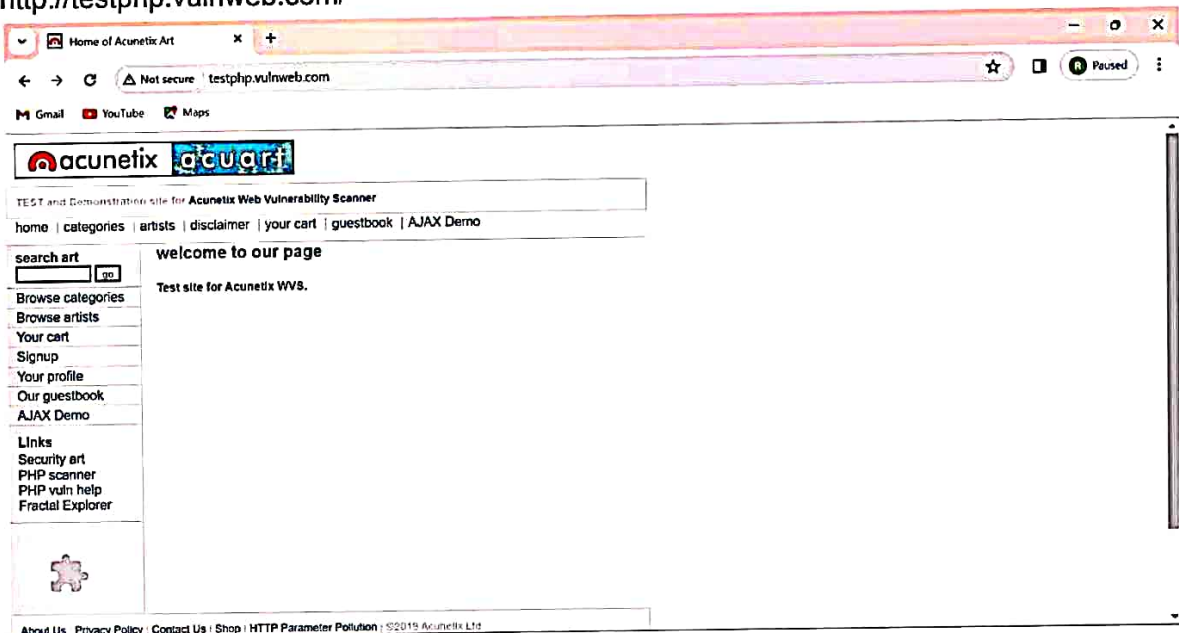 http://testphp.vulnweb.com/
Home of Acunetix Art
Not secure testphp.vulnweb.com
R Paused
Gmail YouTube Maps
acunetix acuart
TEST and Demonstration site for Acunetix Web Vulnerability Scanner
home | categories | artists | disclaimer | your cart | guestbook | AJAX Demo
search art
go
welcome to our page
Test site for Acunetix WVS.
Browse categories
Browse artists
Your cart
Signup
Your profile
Our guestbook
AJAX Demo
Links
Security art
PHP scanner
PHP vuln help
Fractal Explorer
About Us | Privacy Policy | Contact Us | Shop | HTTP Parameter Pollution | ©2019 Acunetix Ltd